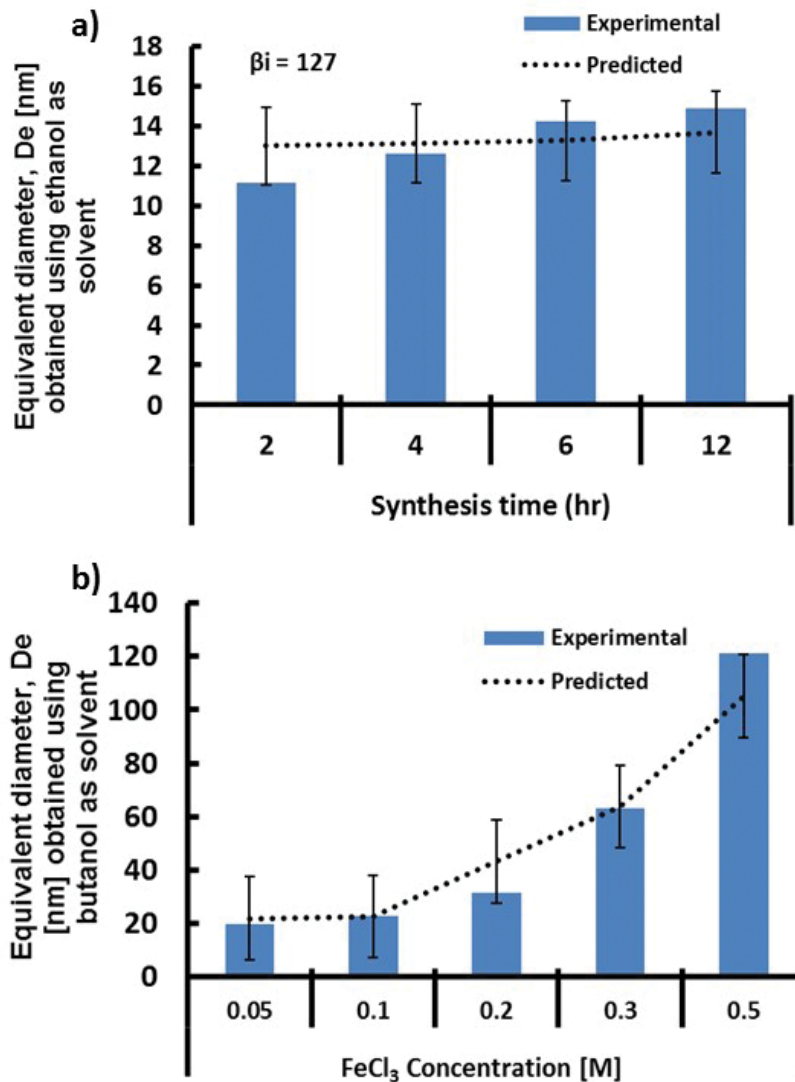 a)
Experimental
Predicted
βi = 127
Equivalent diameter, De [nm]
obtained using ethanol as
solvent
18
16
14
12
10
8
6
4
2
0
2 4 6 12
Synthesis time (hr)
b)
Experimental
Predicted
Equivalent diameter, De
[nm] obtained using
butanol as solvent
140
120
100
80
60
40
20
0
0.05 0.1 0.2 0.3 0.5
FeCl₃ Concentration [M]